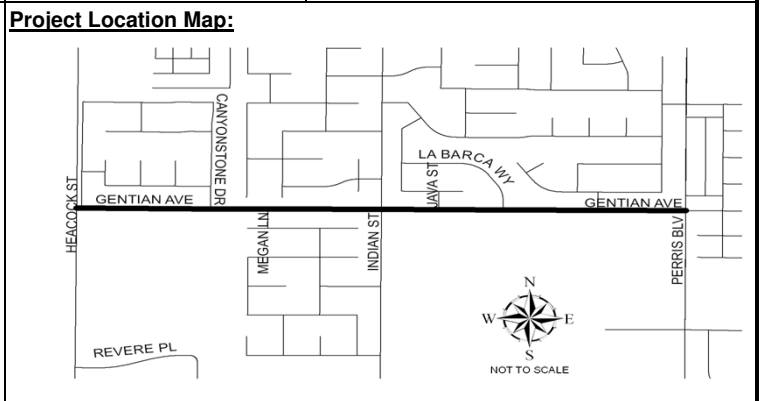 Project Location Map:
CANYONSTONE DR
LA BARCA WY
JAVA ST
HEACOCK ST
GENTIAN AVE
GENTIAN AVE
MEGAN LN
INDIAN ST
PERRIS BLV
N
W
E
S
NOT TO SCALE
REVERE PL